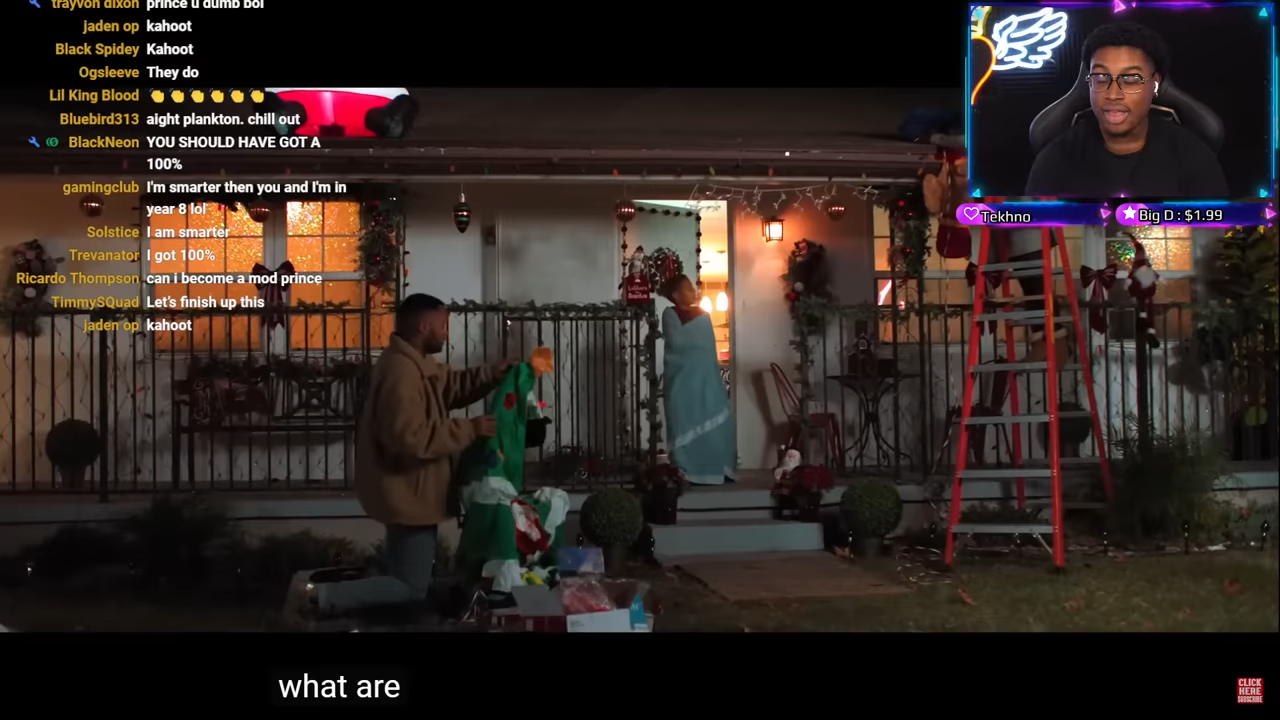 trayvon dixon prince u dumb boi
jaden op kahoot
Black Spidey Kahoot
Ogsleeve They do
Lil King Blood 👏👏👏👏👏👏
Bluebird313 aight plankton. chill out
BlackNeon YOU SHOULD HAVE GOT A
100%
gamingclub I'm smarter then you and I'm in
year 8 lol
Solstice I am smarter
Trevanator I got 100%
Ricardo Thompson can i become a mod prince
TimmySQuad Let's finish up this
jaden op kahoot
Tekhno
Big D : $1.99
what are
CLICK
HERE
SUBSCRIBE